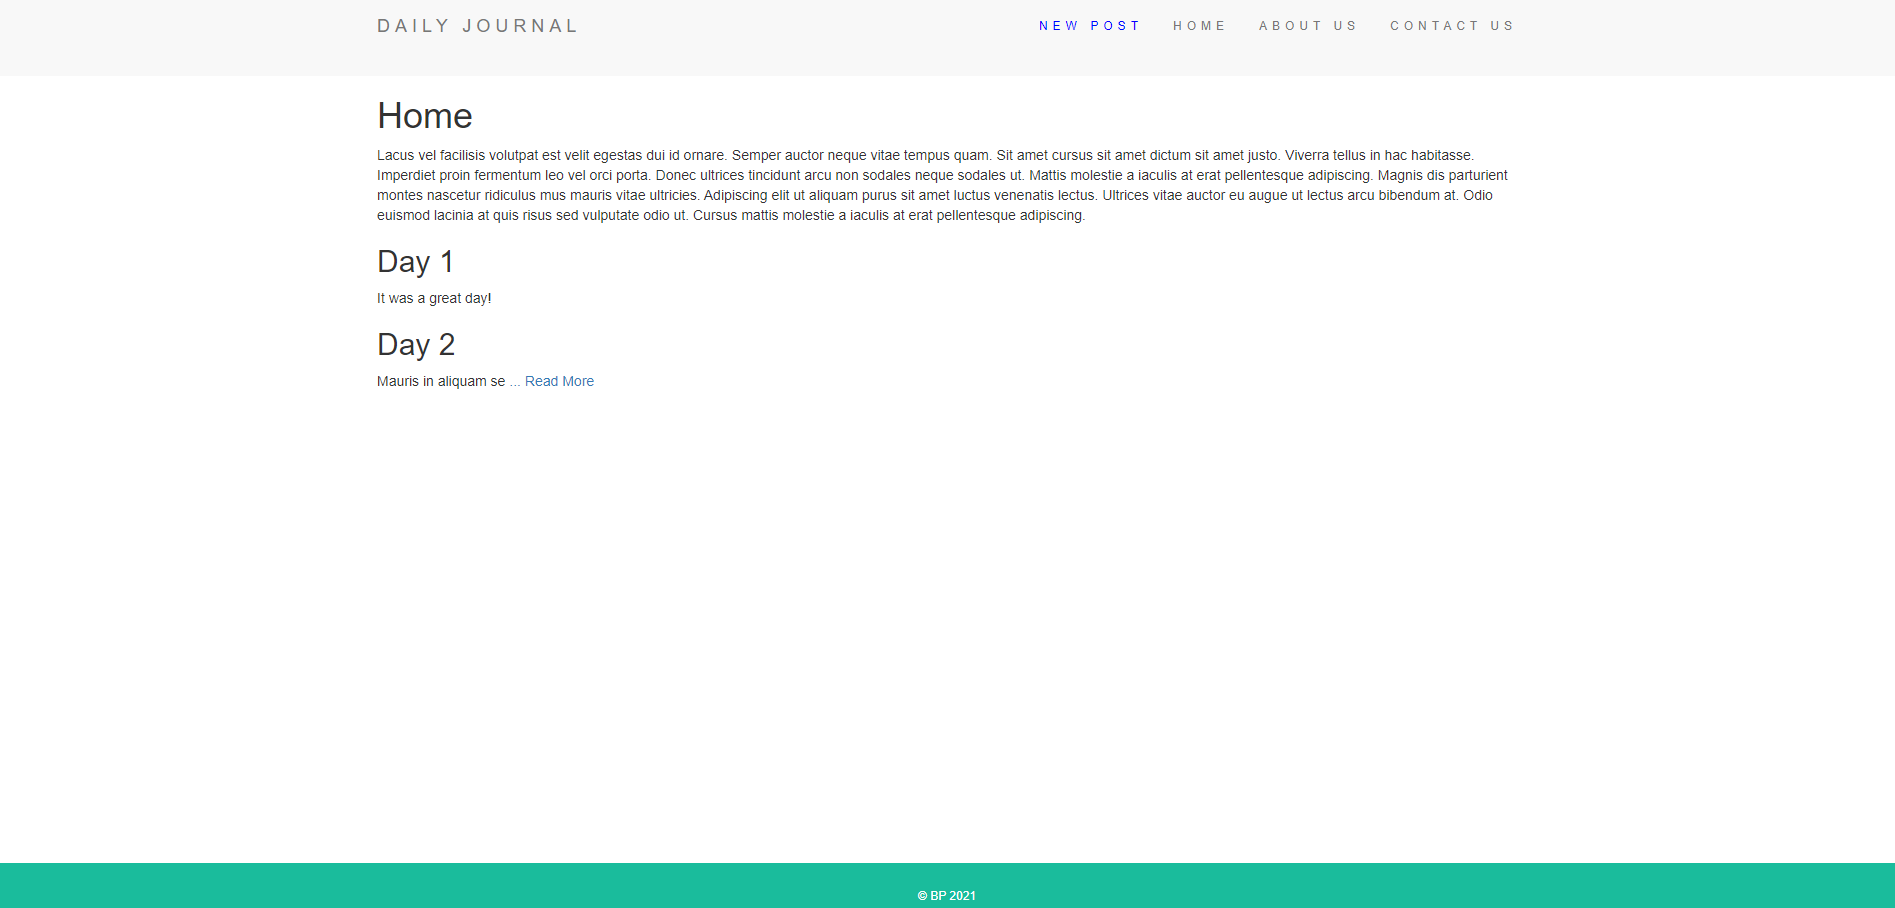 DAILY JOURNAL
NEW POST HOME ABOUT US CONTACT US
Home
Lacus vel facilisis volutpat est velit egestas dui id ornare. Semper auctor neque vitae tempus quam. Sit amet cursus sit amet dictum sit amet justo. Viverra tellus in hac habitasse.
Imperdiet proin fermentum leo vel orci porta. Donec ultrices tincidunt arcu non sodales neque sodales ut. Mattis molestie a iaculis at erat pellentesque adipiscing. Magnis dis parturient
montes nascetur ridiculus mus mauris vitae ultricies. Adipiscing elit ut aliquam purus sit amet luctus venenatis lectus. Ultrices vitae auctor eu augue ut lectus arcu bibendum at. Odio
euismod lacinia at quis risus sed vulputate odio ut. Cursus mattis molestie a iaculis at erat pellentesque adipiscing.
Day 1
It was a great day!
Day 2
Mauris in aliquam se ... Read More
© BP 2021